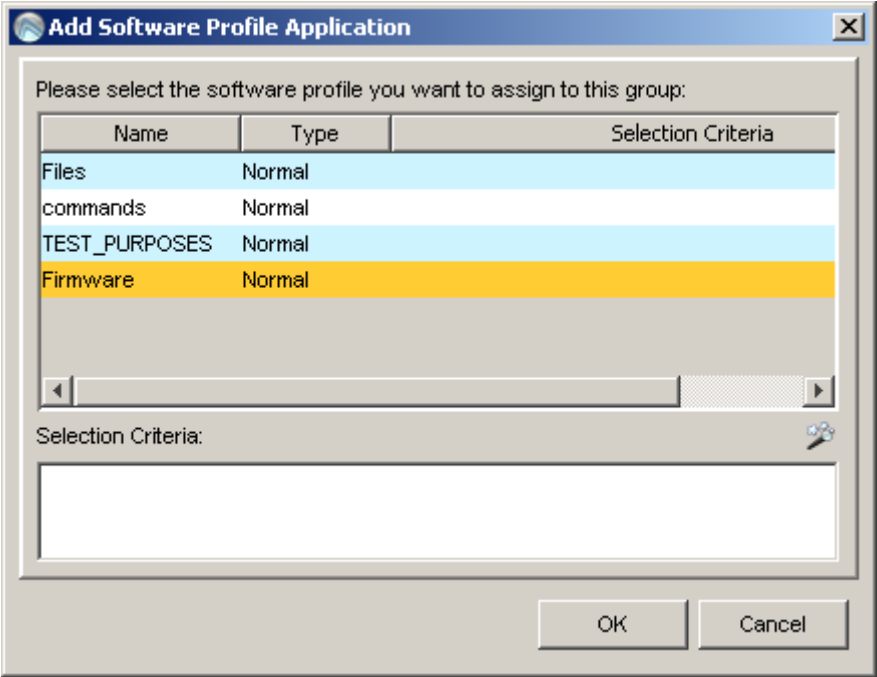 Add Software Profile Application
Please select the software profile you want to assign to this group:
Name Type Selection Criteria
Files Normal
commands Normal
TEST_PURPOSES Normal
Firmware Normal
Selection Criteria:
OK Cancel